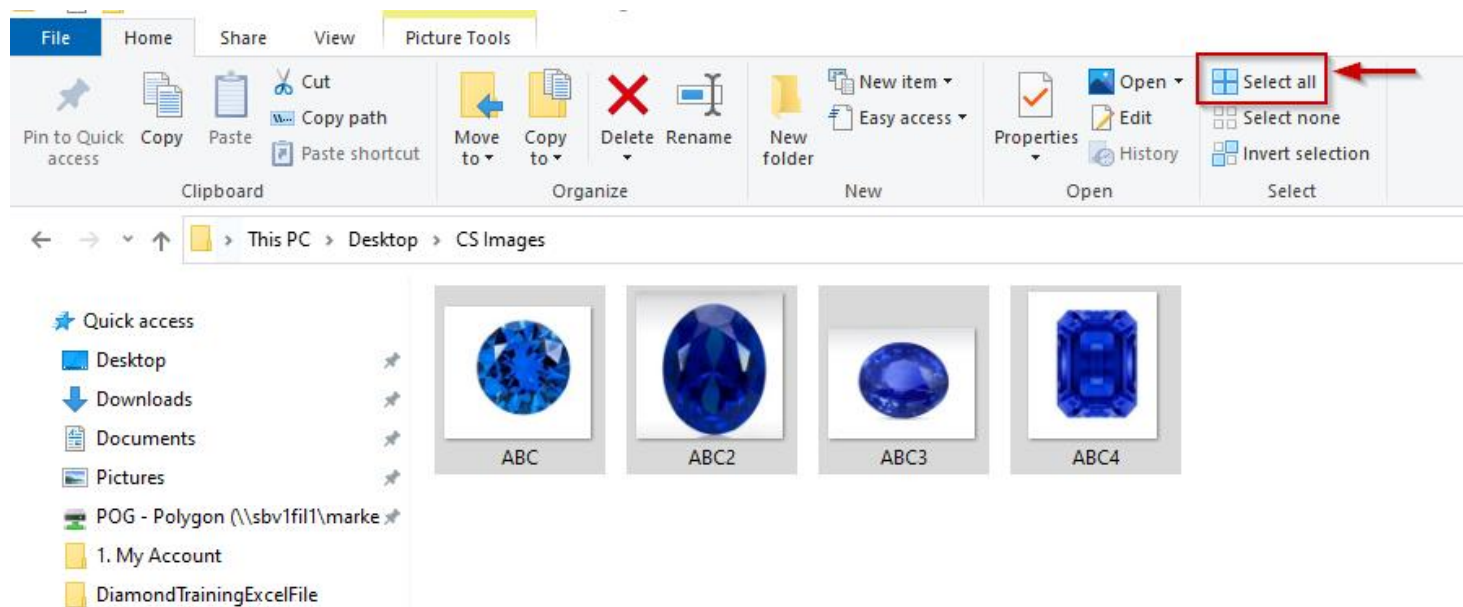 File Home Share View Picture Tools
Pin to Quick access
Copy
Paste
Cut
Copy path
Paste shortcut
Clipboard
Move to
Copy to
Delete
Rename
Organize
New folder
New item
Easy access
New
Properties
Open
Edit
History
Open
Select all
Select none
Invert selection
Select
This PC > Desktop > CS Images
Quick access
Desktop
Downloads
Documents
Pictures
POG - Polygon (\\sbv1fil1\marke
1. My Account
DiamondTrainingExcelFile
ABC
ABC2
ABC3
ABC4